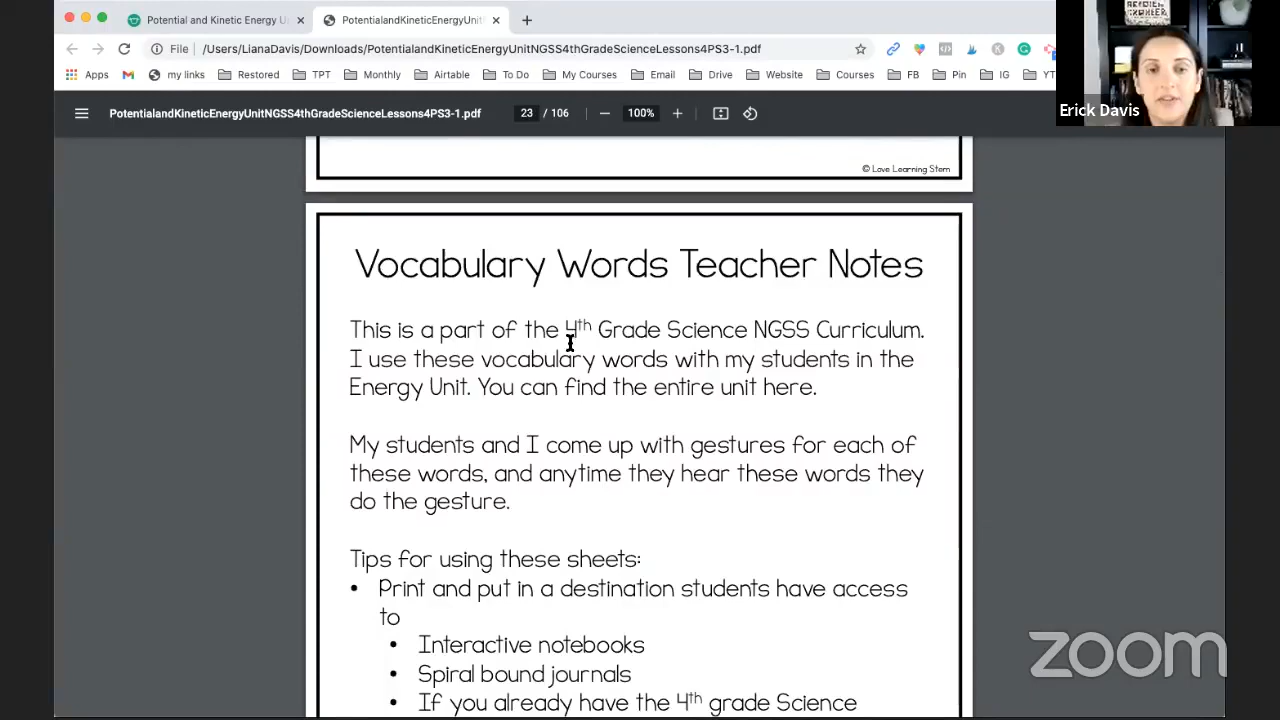 Potential and Kinetic Energy U
PotentialandKineticEnergyUnit
File
/Users/LianaDavis/Downloads/PotentialandKineticEnergyUnitNGSS4thGradeScienceLessons4PS3-1.pdf
Apps
my links
Restored
TPT
Monthly
Airtable
To Do
My Courses
Email
Drive
Website
Courses
FB
Pin
IG
YT
Erick Davis
PotentialandKineticEnergyUnitNGSS4thGradeScienceLessons4PS3-1.pdf
23 / 106
100%
© Love Learning Stem
Vocabulary Words Teacher Notes
This is a part of the 4th Grade Science NGSS Curriculum.
I use these vocabulary words with my students in the
Energy Unit. You can find the entire unit here.
My students and I come up with gestures for each of
these words, and anytime they hear these words they
do the gesture.
Tips for using these sheets:
• Print and put in a destination students have access
to
• Interactive notebooks
• Spiral bound journals
• If you already have the 4th grade Science
zoom